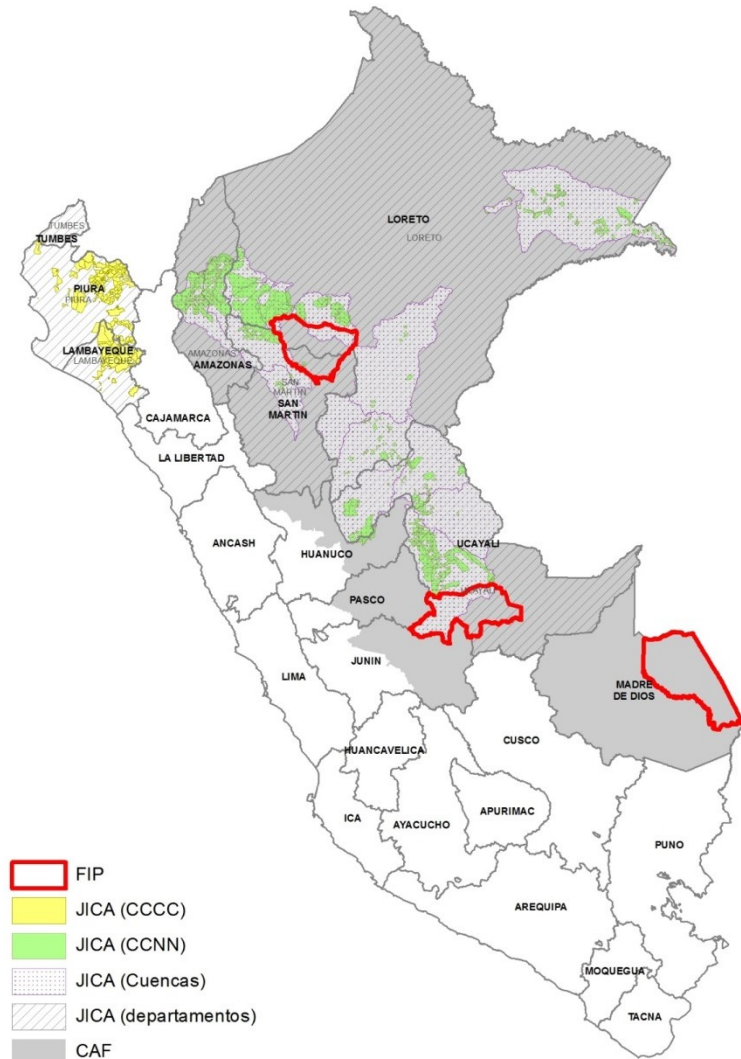 LORETO
LORETO
TUMBES
TUMBES
PIURA
PIURA
LAMBAYEQUE
LAMBAYEQUE
AMAZONAS
AMAZONAS
SAN
MARTIN
SAN
MARTIN
CAJAMARCA
LA LIBERTAD
ANCASH
HUANUCO
UCAYALI
PASCO
JUNIN
LIMA
MADRE
DE DIOS
CUSCO
HUANCAVELICA
ICA
AYACUCHO
APURIMAC
PUNO
AREQUIPA
MOQUEGUA
TACNA
FIP
JICA (CCCC)
JICA (CCNN)
JICA (Cuencas)
JICA (departamentos)
CAF